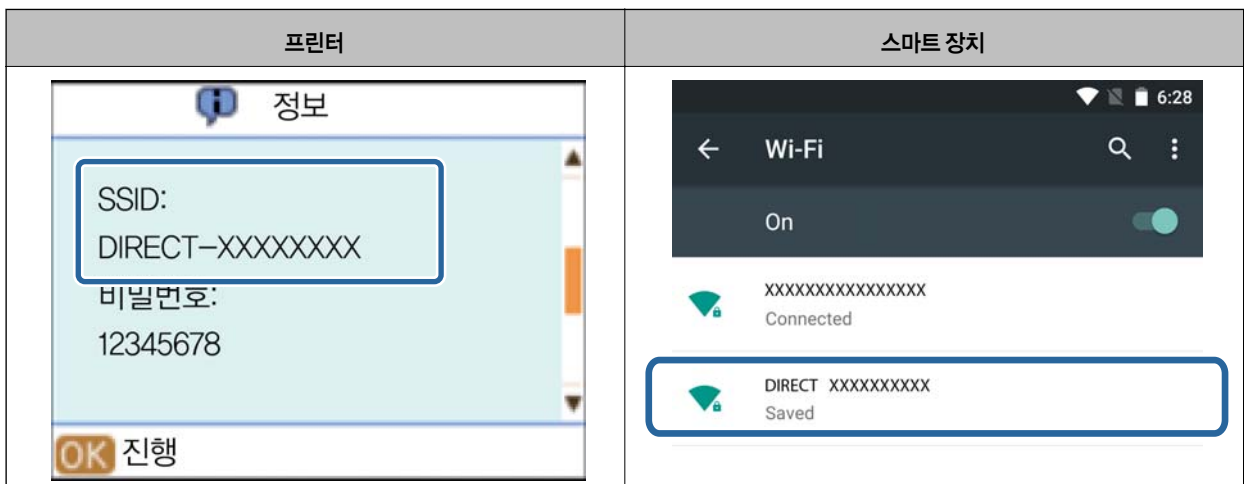 프린터
스마트 장치
정보
SSID:
DIRECT-XXXXXXXX
비밀번호:
12345678
OK 진행
6:28
Wi-Fi
On
XXXXXXXXXXXXXXXX
Connected
DIRECT XXXXXXXXXX
Saved